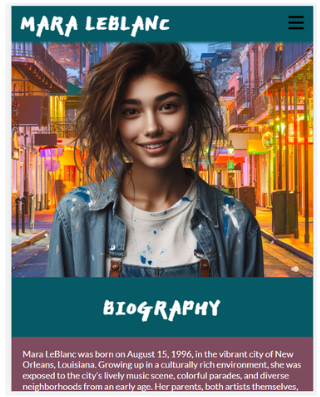 MARA LEBLANC
BIOGRAPHY
Mara LeBlanc was born on August 15, 1996, in the vibrant city of New
Orleans, Louisiana. Growing up in a culturally rich environment, she was
exposed to the city's lively music scene, colorful parades, and diverse
neighborhoods from an early age. Her parents, both artists themselves,